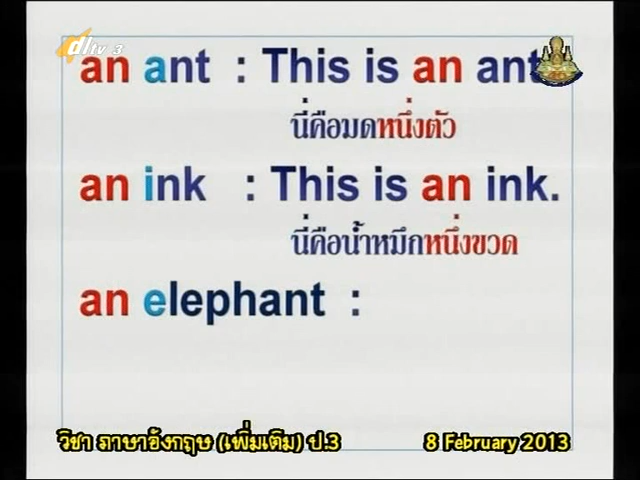 dltv 3
an ant : This is an ant
นี่คือมดหนึ่งตัว
an ink : This is an ink.
นี่คือน้ำหมึกหนึ่งขวด
an elephant :
วิชา ภาษาอังกฤษ (เพิ่มเติม) ป.3 8 February 2013